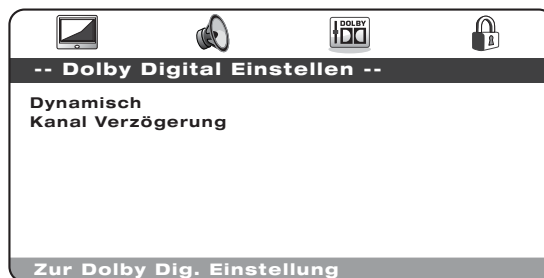 DOLBY
-- Dolby Digital Einstellen --
Dynamisch
Kanal Verzögerung
Zur Dolby Dig. Einstellung